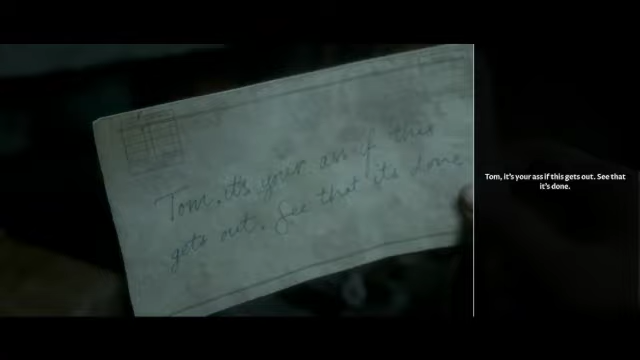 Tom, it's your ass if this
gets out. See that its done
Tom, it's your ass if this gets out. See that
it's done.